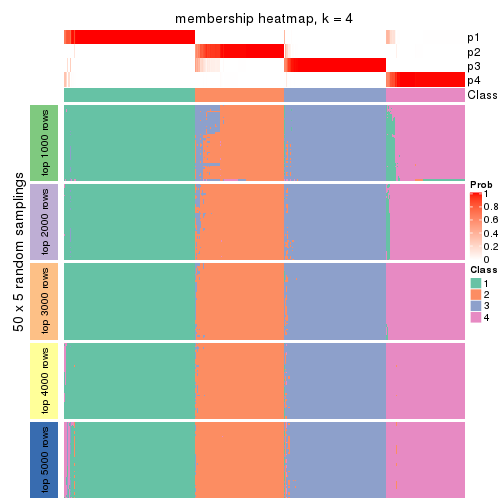 membership heatmap, k = 4
p1
p2
p3
p4
Class
50 x 5 random samplings
top 1000 rows
top 2000 rows
top 3000 rows
top 4000 rows
top 5000 rows
Prob
1
0.8
0.6
0.4
0.2
0
Class
1
2
3
4